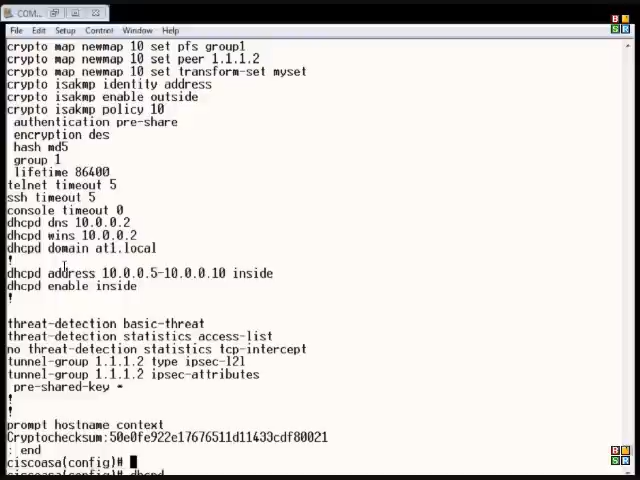 COM...
File Edit Setup Control Window Help
crypto map newmap 10 set pfs group1
crypto map newmap 10 set peer 1.1.1.2
crypto map newmap 10 set transform-set myset
crypto isakmp identity address
crypto isakmp enable outside
crypto isakmp policy 10
authentication pre-share
encryption des
hash md5
group 1
lifetime 86400
telnet timeout 5
ssh timeout 5
console timeout 0
dhcpd dns 10.0.0.2
dhcpd wins 10.0.0.2
dhcpd domain at1.local
!
dhcpd address 10.0.0.5-10.0.0.10 inside
dhcpd enable inside
!
threat-detection basic-threat
threat-detection statistics access-list
no threat-detection statistics tcp-intercept
tunnel-group 1.1.1.2 type ipsec-l2l
tunnel-group 1.1.1.2 ipsec-attributes
pre-shared-key *
!
!
prompt hostname context
Cryptochecksum:50e0fe922e17676511d11433cdf80021
: end
ciscoasa(config)#
ciscoasa(config)# dhcpd
B
S R
B
S R